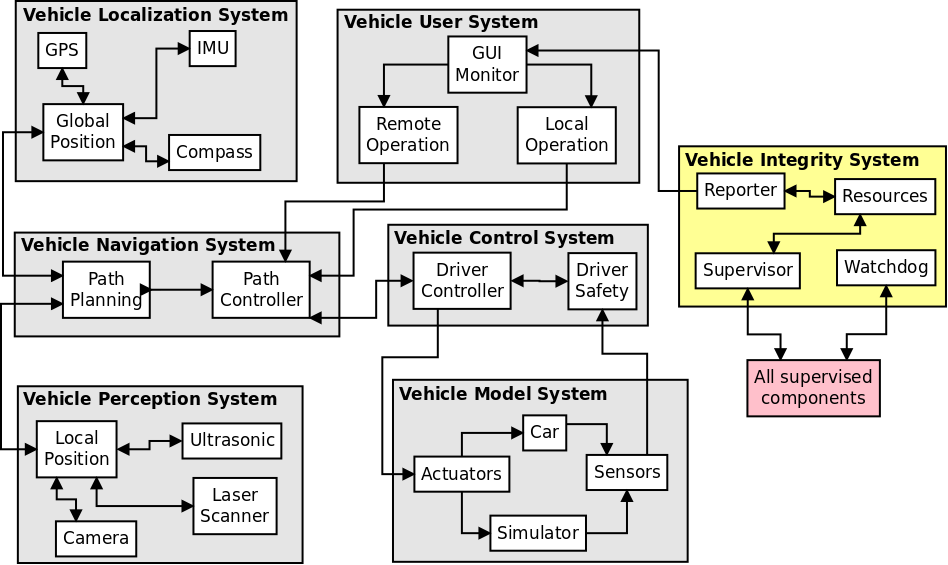 Vehicle Localization System
GPS
IMU
Global
Position
Compass
Vehicle User System
GUI
Monitor
Remote
Operation
Local
Operation
Vehicle Integrity System
Reporter
Resources
Supervisor
Watchdog
All supervised
components
Vehicle Navigation System
Path
Planning
Path
Controller
Vehicle Control System
Driver
Controller
Driver
Safety
Vehicle Perception System
Local
Position
Ultrasonic
Laser
Scanner
Camera
Vehicle Model System
Car
Actuators
Sensors
Simulator